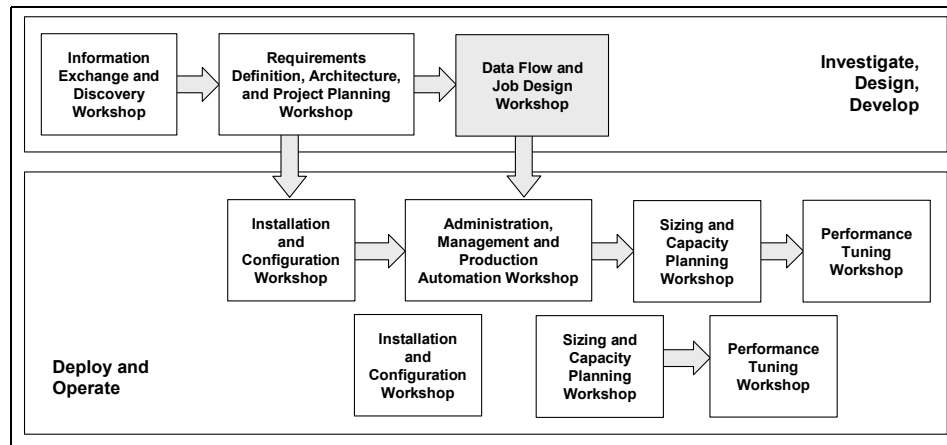 Information
Exchange and
Discovery
Workshop
Requirements
Definition, Architecture,
and Project Planning
Workshop
Data Flow and
Job Design
Workshop
Investigate,
Design,
Develop
Installation
and
Configuration
Workshop
Administration,
Management and
Production
Automation Workshop
Sizing and
Capacity
Planning
Workshop
Performance
Tuning
Workshop
Installation
and
Configuration
Workshop
Sizing and
Capacity
Planning
Workshop
Performance
Tuning
Workshop
Deploy and
Operate